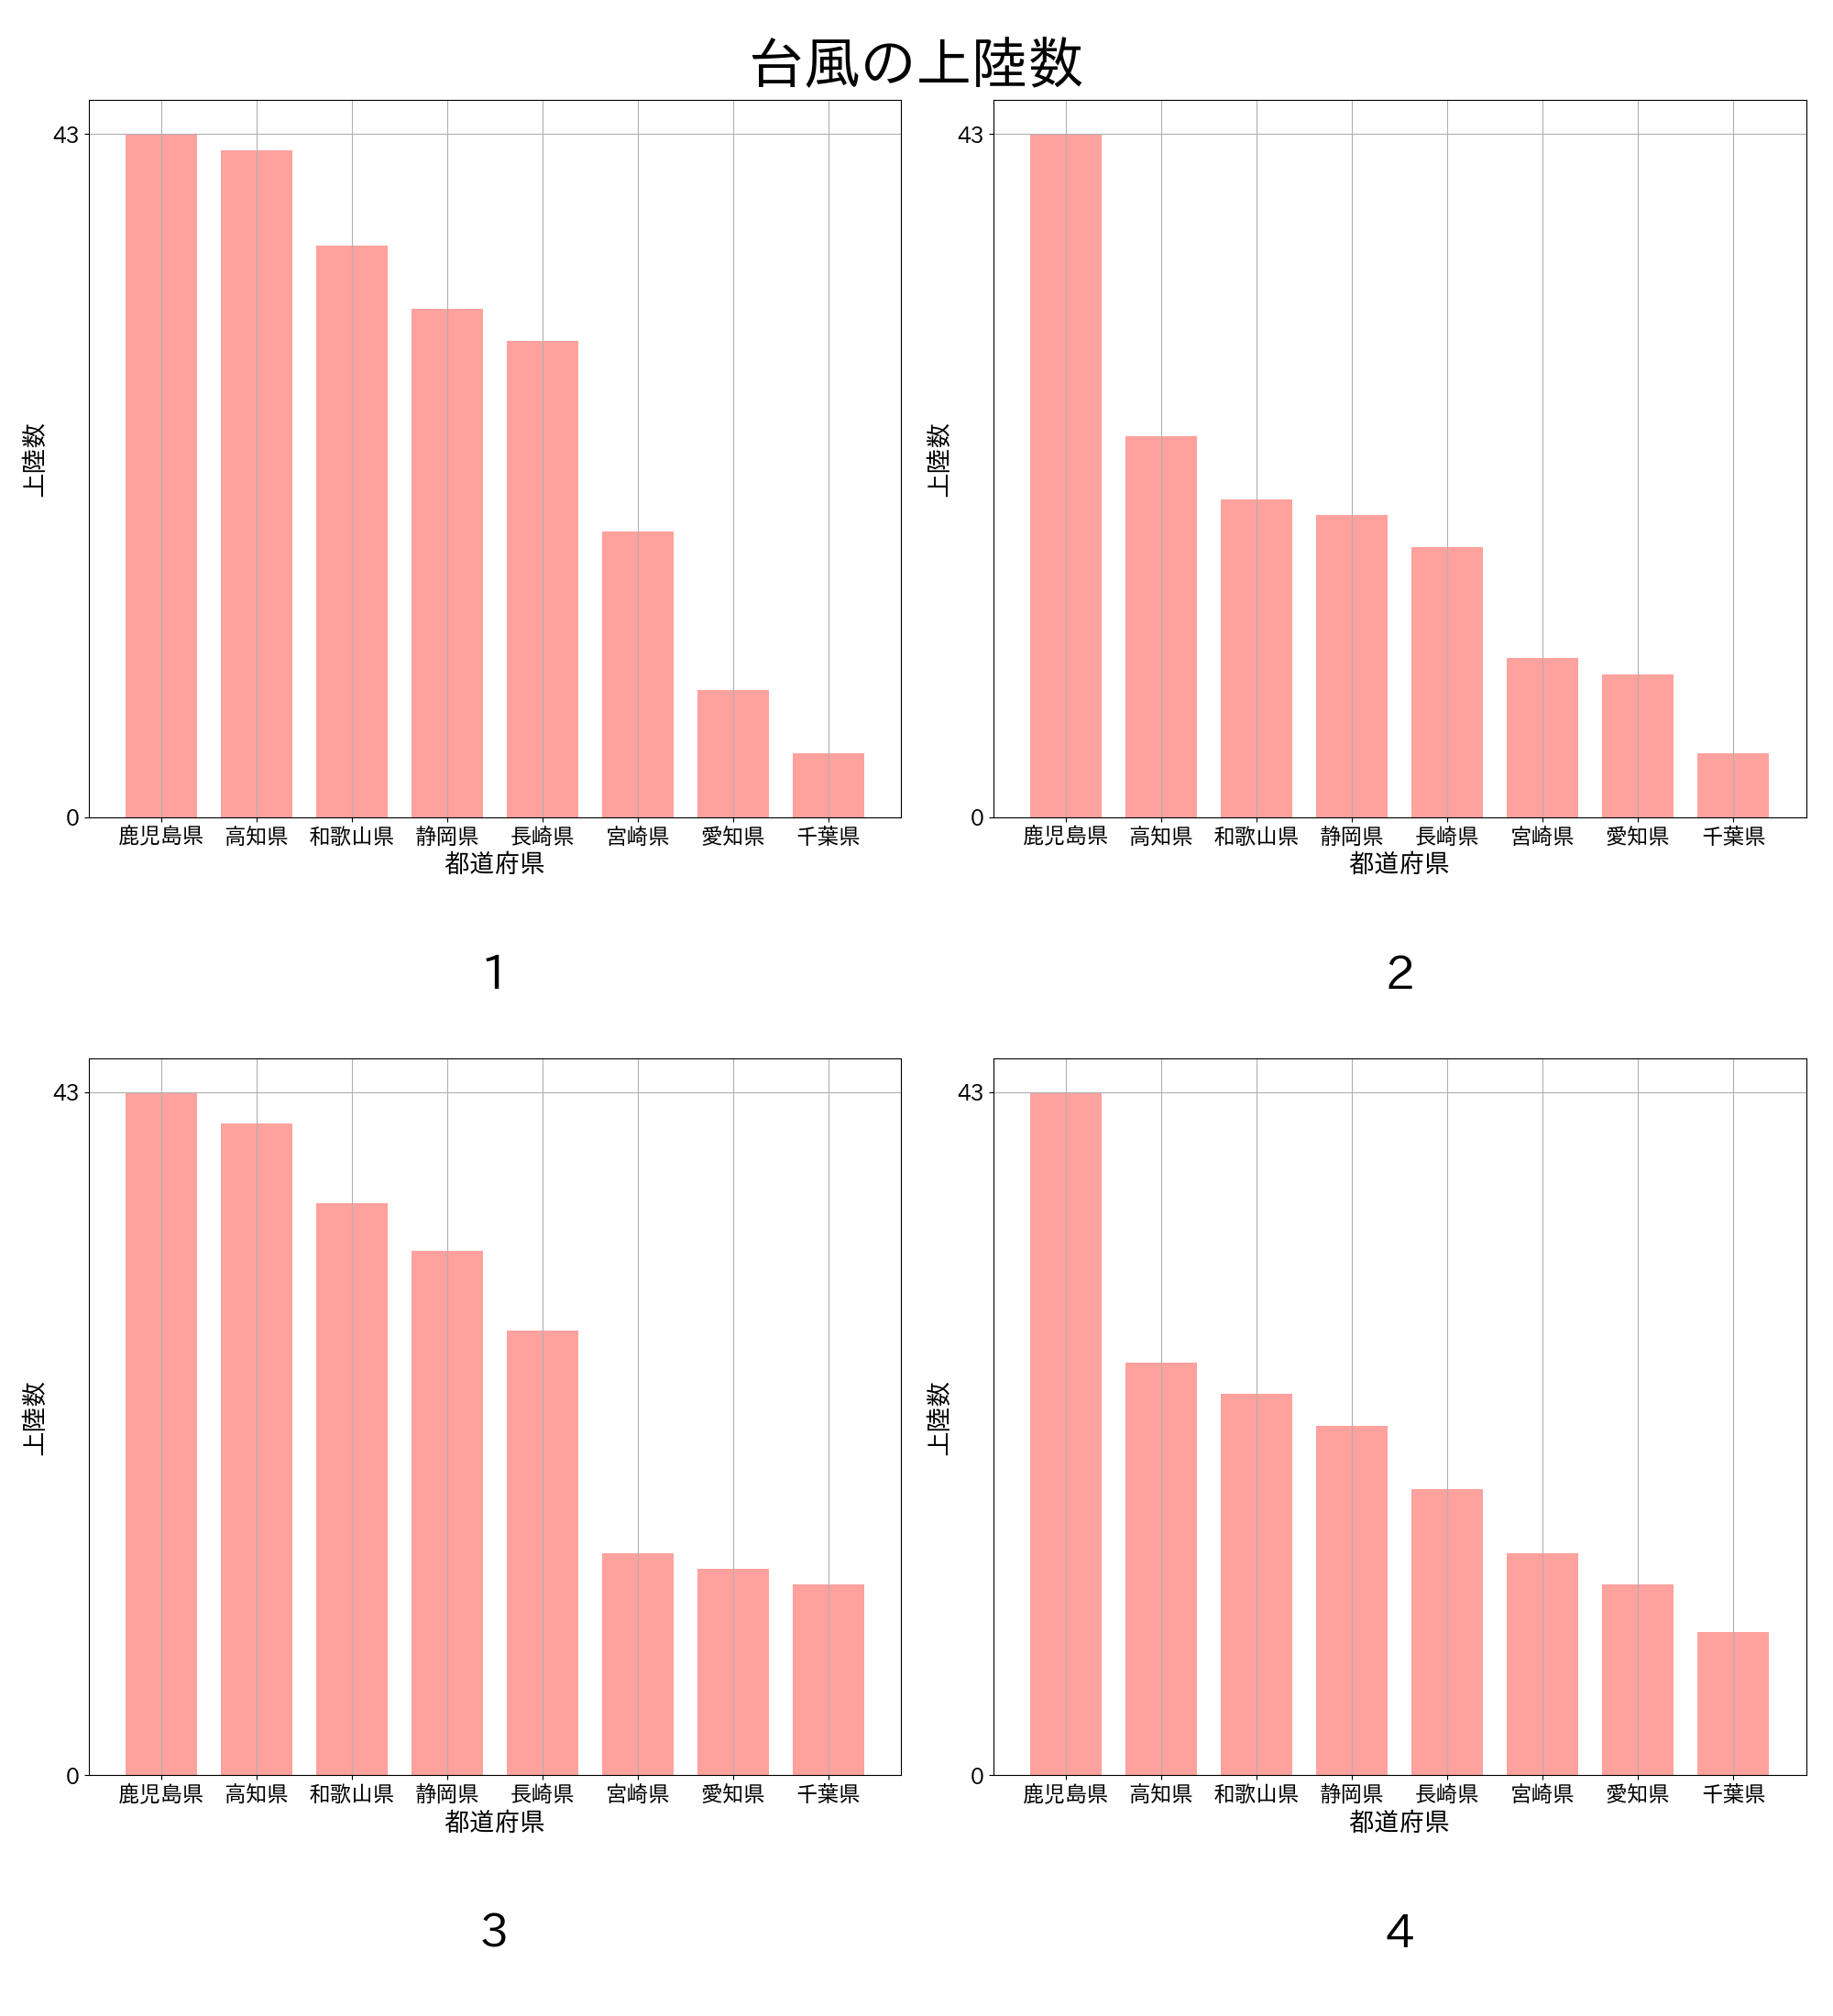 台風の上陸数
43
0
上陸数
鹿児島県 高知県 和歌山県 静岡県 長崎県 宮崎県 愛知県 千葉県
都道府県
1
43
0
上陸数
鹿児島県 高知県 和歌山県 静岡県 長崎県 宮崎県 愛知県 千葉県
都道府県
2
43
0
上陸数
鹿児島県 高知県 和歌山県 静岡県 長崎県 宮崎県 愛知県 千葉県
都道府県
3
43
0
上陸数
鹿児島県 高知県 和歌山県 静岡県 長崎県 宮崎県 愛知県 千葉県
都道府県
4